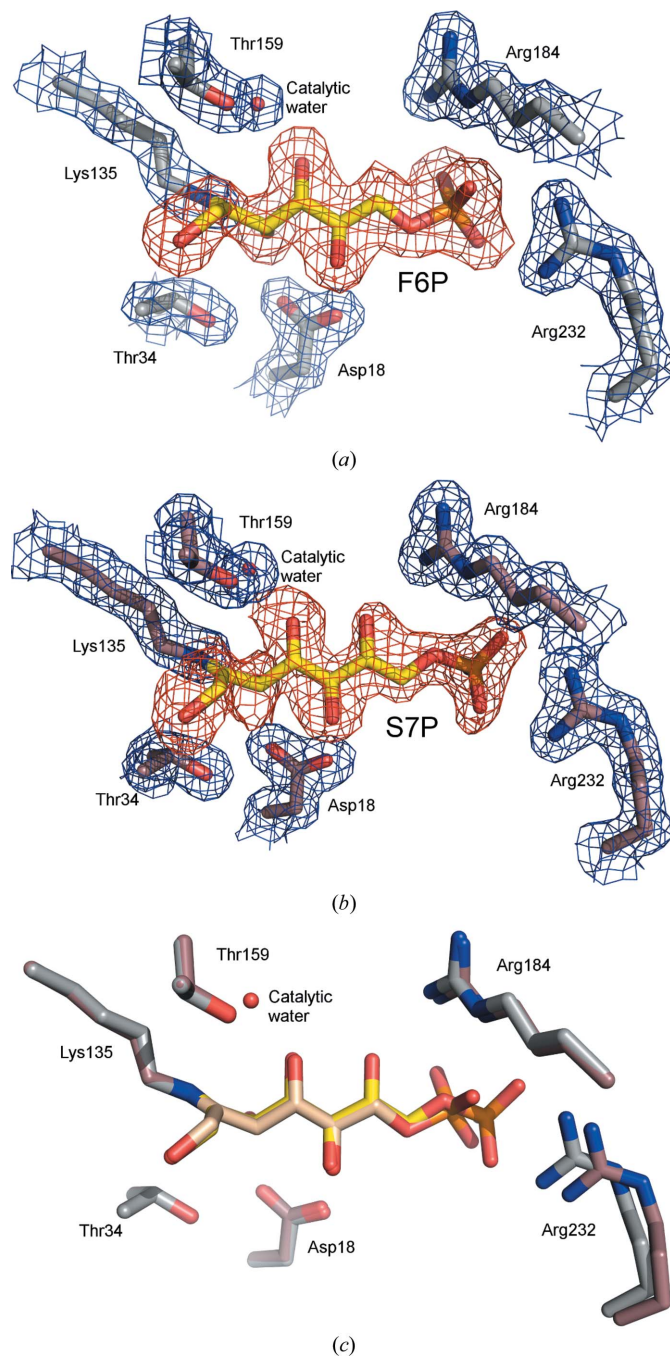 Thr159
Arg184
Catalytic
water
Lys135
F6P
Thr34
Asp18
Arg232
(a)
Thr159
Arg184
Catalytic
water
Lys135
S7P
Thr34
Asp18
Arg232
(b)
Thr159
Arg184
Catalytic
water
Lys135
Thr34
Asp18
Arg232
(c)